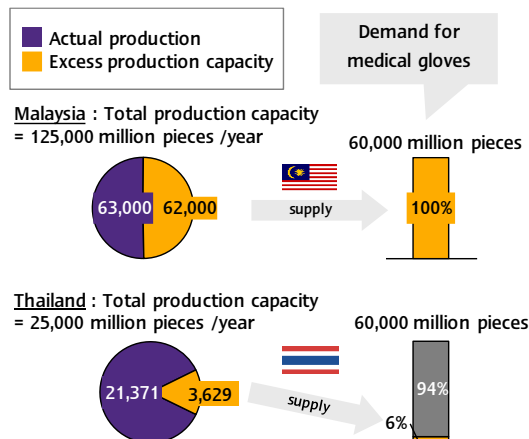 Actual production
Excess production capacity
Demand for
medical gloves
Malaysia : Total production capacity
= 125,000 million pieces /year
60,000 million pieces
63,000
62,000
supply
100%
Thailand : Total production capacity
= 25,000 million pieces /year
60,000 million pieces
21,371
3,629
supply
94%
6%